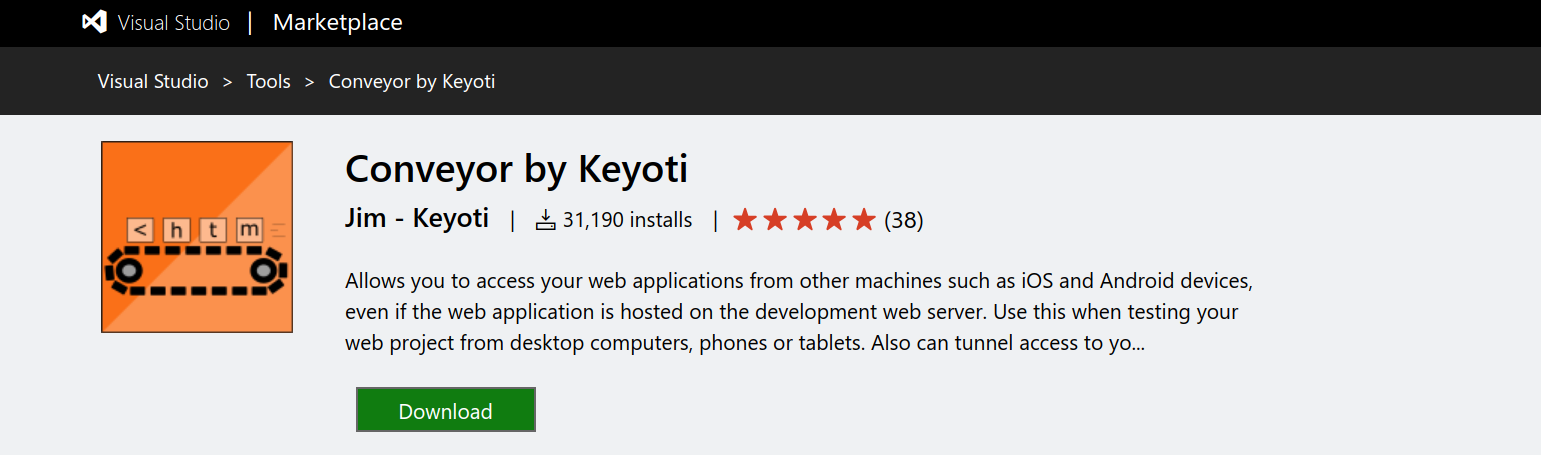 Visual Studio | Marketplace
Visual Studio > Tools > Conveyor by Keyoti
< h t m
Conveyor by Keyoti
Jim - Keyoti | 31,190 installs | (38)
Allows you to access your web applications from other machines such as iOS and Android devices,
even if the web application is hosted on the development web server. Use this when testing your
web project from desktop computers, phones or tablets. Also can tunnel access to yo...
Download